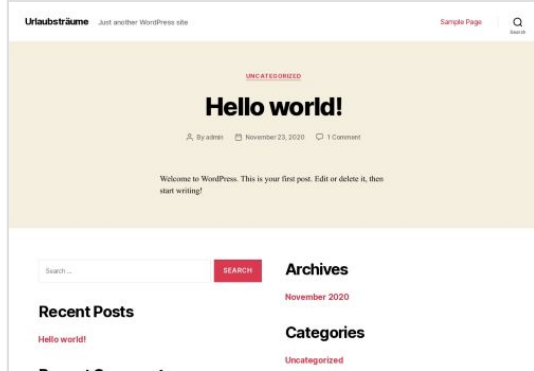 Urlaubsträume Just another WordPress site Sample Page
Search
UNCATEGORIZED
Hello world!
By admin November 23, 2020 1 Comment
Welcome to WordPress. This is your first post. Edit or delete it, then
start writing!
Search ... SEARCH
Recent Posts
Hello world!
Archives
November 2020
Categories
Uncategorized